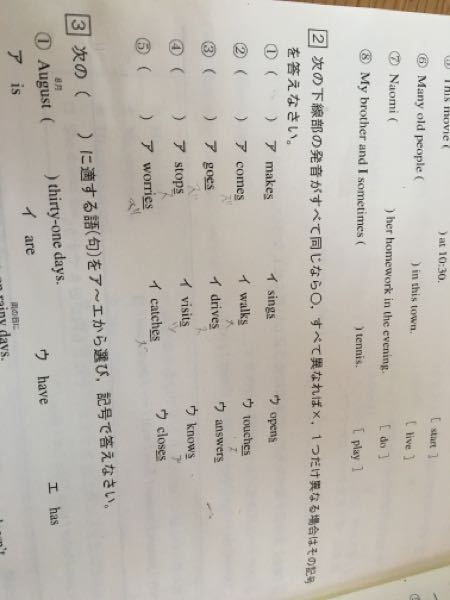 This movie (      ) at 10:30.      [ start ]
⑥ Many old people (      ) in this town.      [ live ]
⑦ Naomi (      ) her homework in the evening.      [ do ]
⑧ My brother and I sometimes (      ) tennis.      [ play ]
2 次の下線部の発音がすべて同じなら○, すべて異なれば×, 1つだけ異なる場合はその記号
を答えなさい。
① (      ) ア makes      イ sings      ウ opens
② (      ) ア comes      イ walks      ウ touches
③ (      ) ア goes      イ drives      ウ answers
④ (      ) ア stops      イ visits      ウ knows
⑤ (      ) ア worries      イ catches      ウ closes
3 次の (      ) に適する語(句)をア〜エから選び, 記号で答えなさい。
8月
① August (      ) thirty-one days.
ア is      イ are      ウ have      エ has
雨の日に
on rainy days.